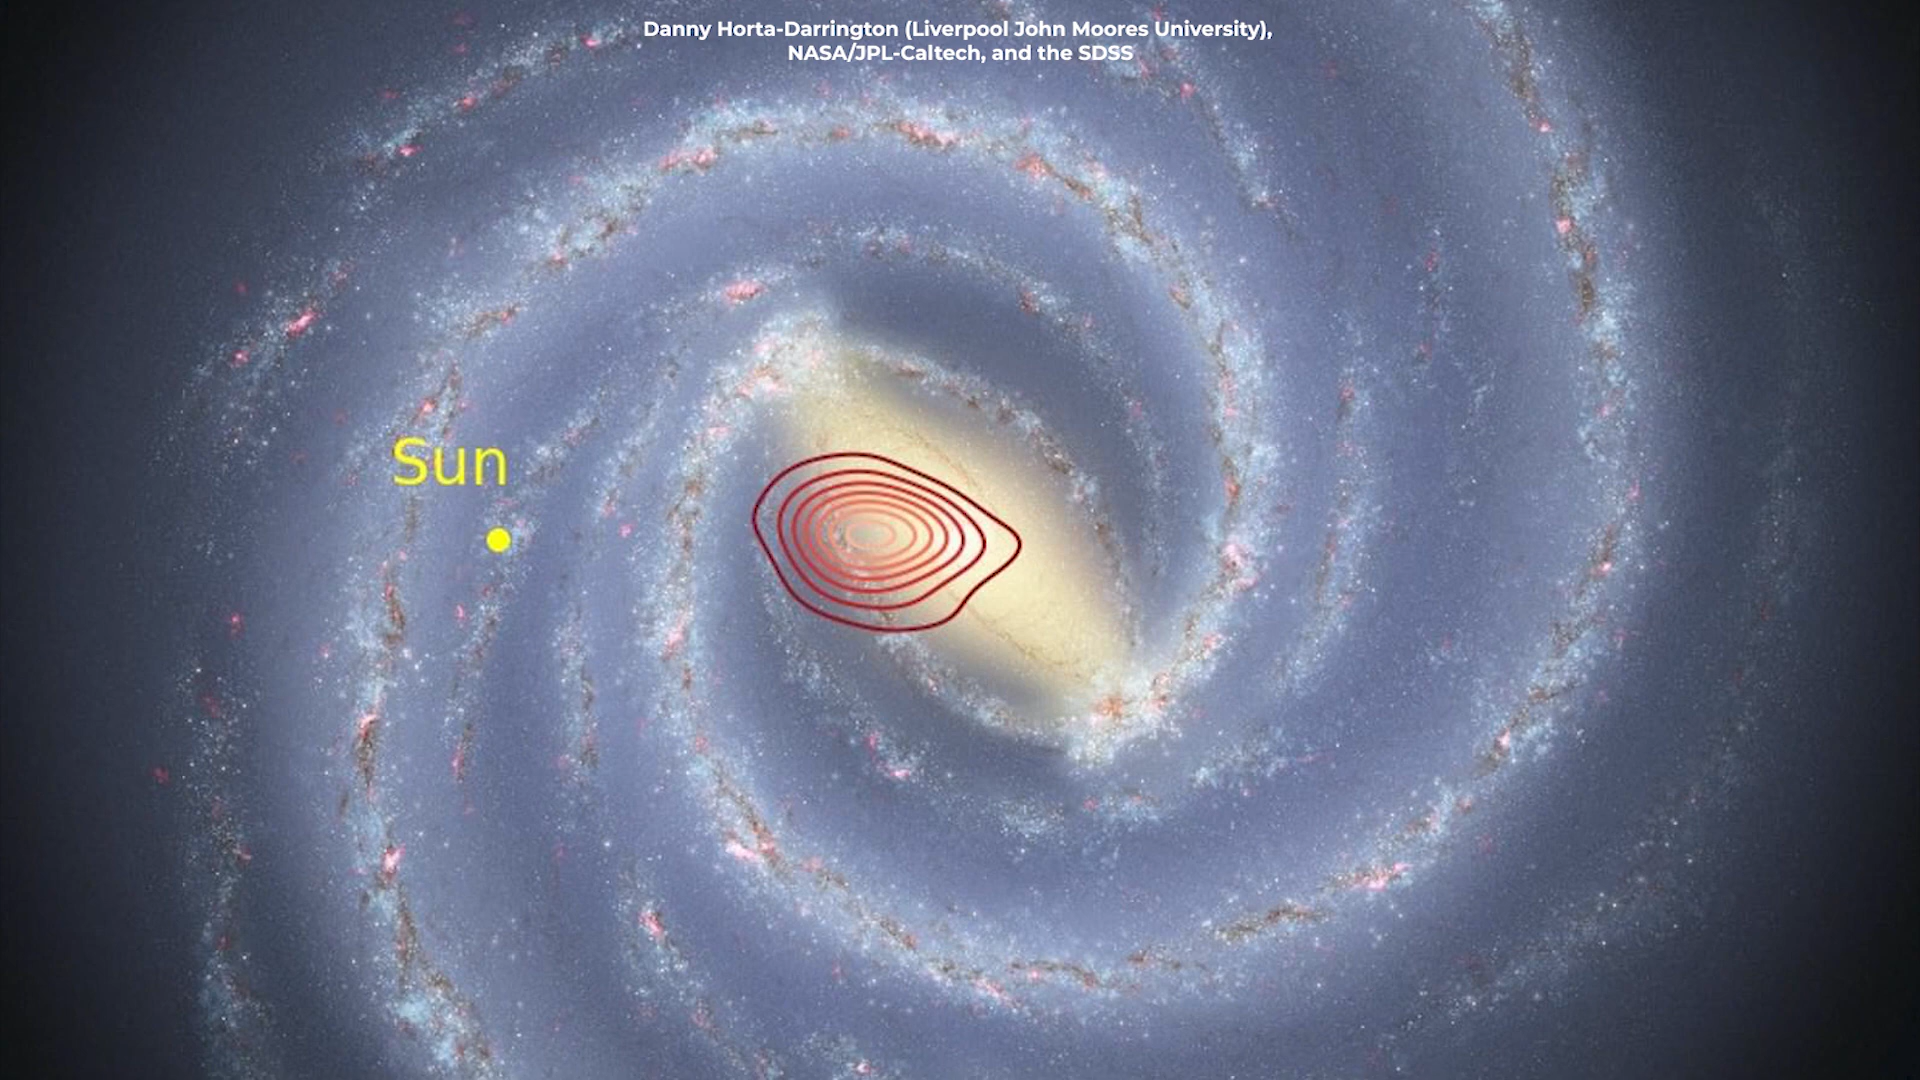 Danny Horta-Darrington (Liverpool John Moores University),
NASA/JPL-Caltech, and the SDSS
Sun